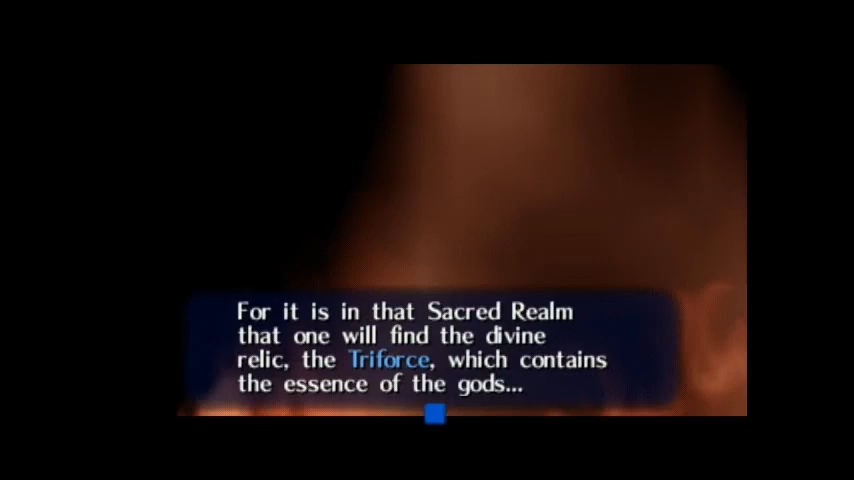 For it is in that Sacred Realm
that one will find the divine
relic, the Triforce, which contains
the essence of the gods...